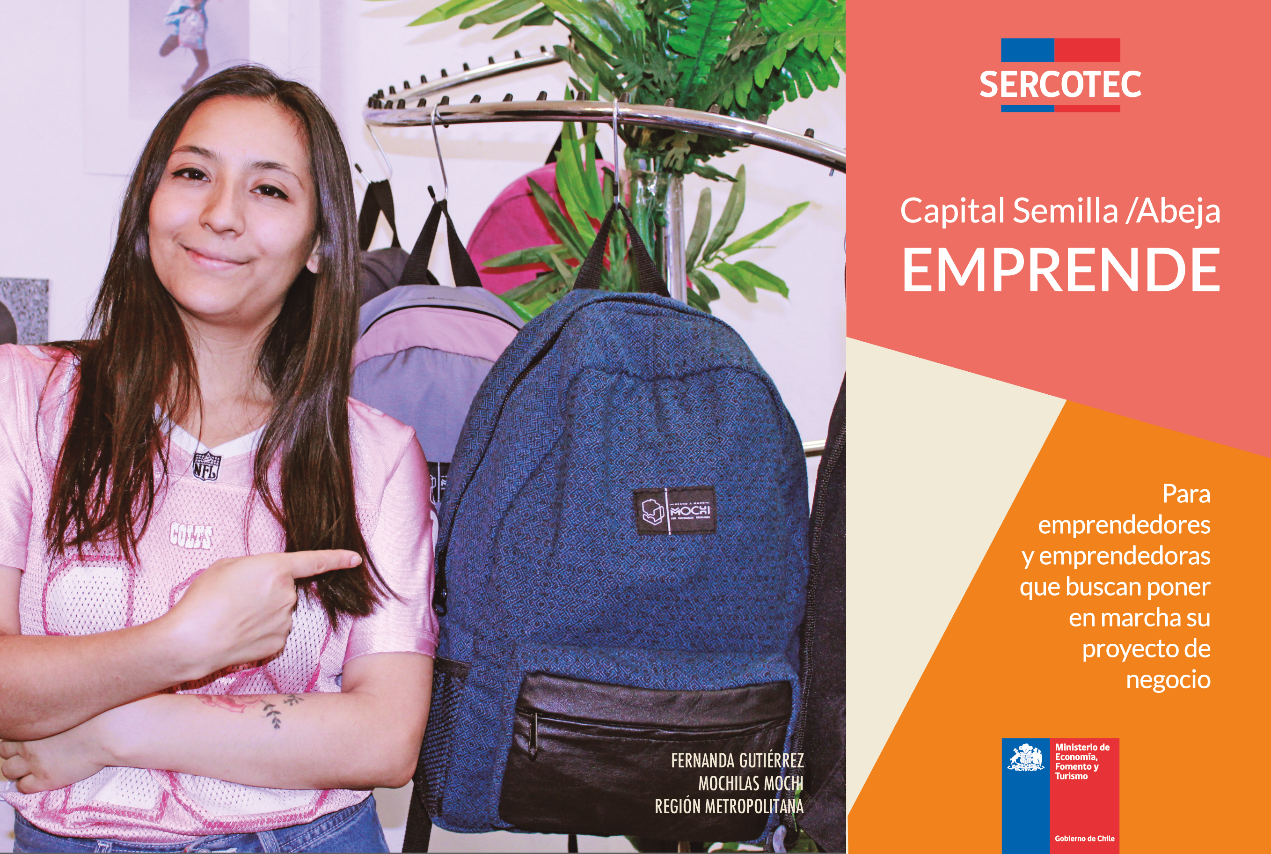 NFL
COLTS
MOCHI
FERNANDA GUTIÉRREZ
MOCHILAS MOCHI
REGIÓN METROPOLITANA
SERCOTEC
Capital Semilla /Abeja
EMPRENDE
Para
emprendedores
y emprendedoras
que buscan poner
en marcha su
proyecto de
negocio
Ministerio de
Economía,
Fomento y
Turismo
Gobierno de Chile